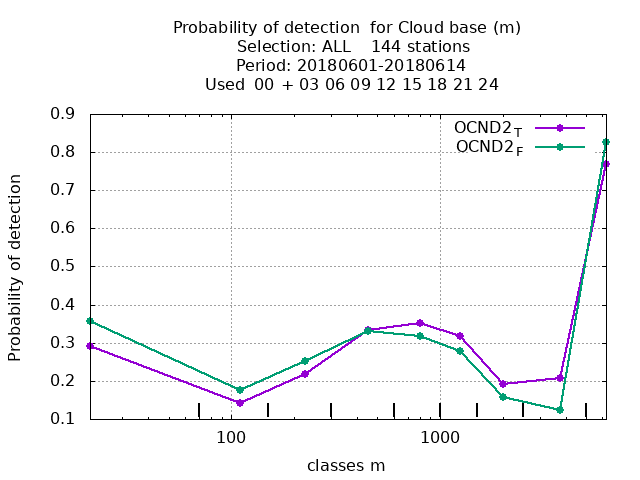 Probability of detection  for Cloud base (m)
Selection: ALL    144 stations
Period: 20180601-20180614
Used  00 + 03 06 09 12 15 18 21 24
OCND2_T
OCND2_F
0.9
0.8
0.7
0.6
0.5
0.4
0.3
0.2
0.1
Probability of detection
100
1000
classes m